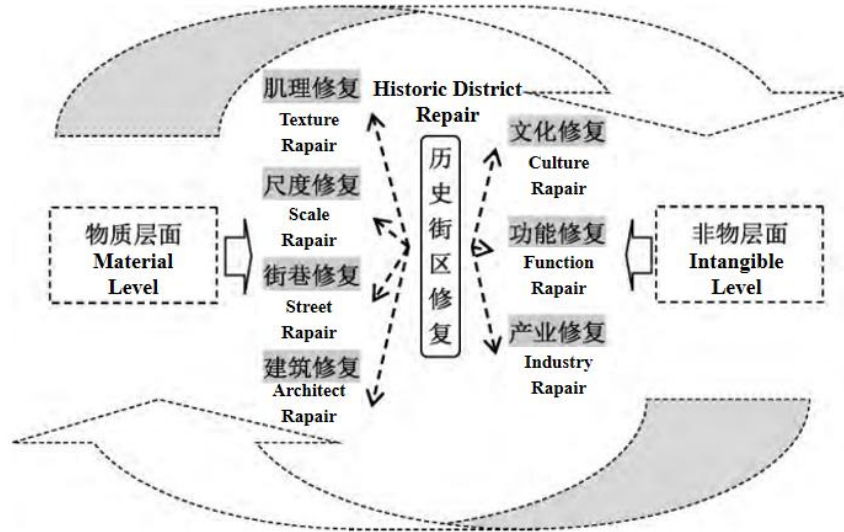 肌理修复
Texture
Rapair
尺度修复
Scale
Rapair
街巷修复
Street
Rapair
建筑修复
Architect
Rapair
物质层面
Material
Level
Historic District
Repair
历史街区修复
文化修复
Culture
Rapair
功能修复
Function
Rapair
产业修复
Industry
Rapair
非物层面
Intangible
Level